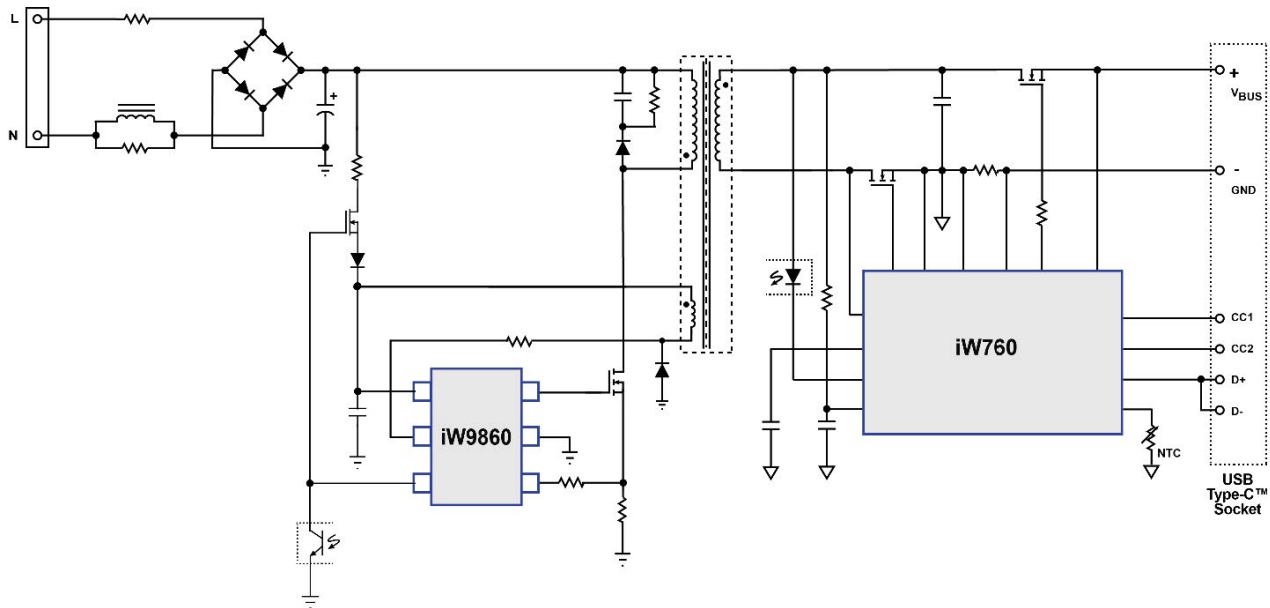 L
N
+
VBUS
-
GND
iW760
CC1
CC2
D+
D-
NTC
iW9860
USB
Type-C™
Socket
+